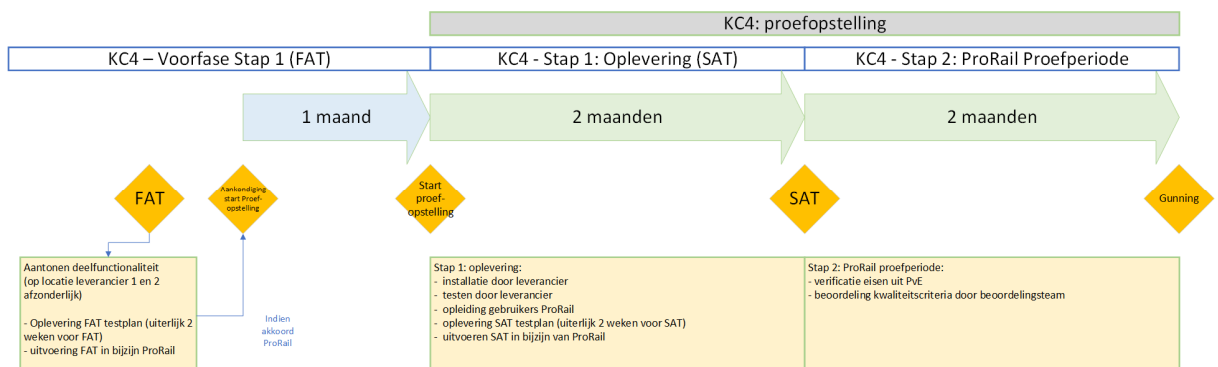 KC4: proefopstelling
KC4 – Voorfase Stap 1 (FAT)
KC4 - Stap 1: Oplevering (SAT)
KC4 - Stap 2: ProRail Proefperiode
1 maand
2 maanden
2 maanden
FAT
Aankondiging
start Proef-
opstelling
Start
proef-
opstelling
SAT
Gunning
Aantonen deelfunctionaliteit
(op locatie leverancier 1 en 2
afzonderlijk)
- Oplevering FAT testplan (uiterlijk 2
weken voor FAT)
- uitvoering FAT in bijzijn ProRail
Indien
akkoord
ProRail
Stap 1: oplevering:
- installatie door leverancier
- testen door leverancier
- opleiding gebruikers ProRail
- oplevering SAT testplan (uiterlijk 2 weken voor SAT)
- uitvoeren SAT in bijzijn van ProRail
Stap 2: ProRail proefperiode:
- verificatie eisen uit PvE
- beoordeling kwaliteitscriteria door beoordelingsteam